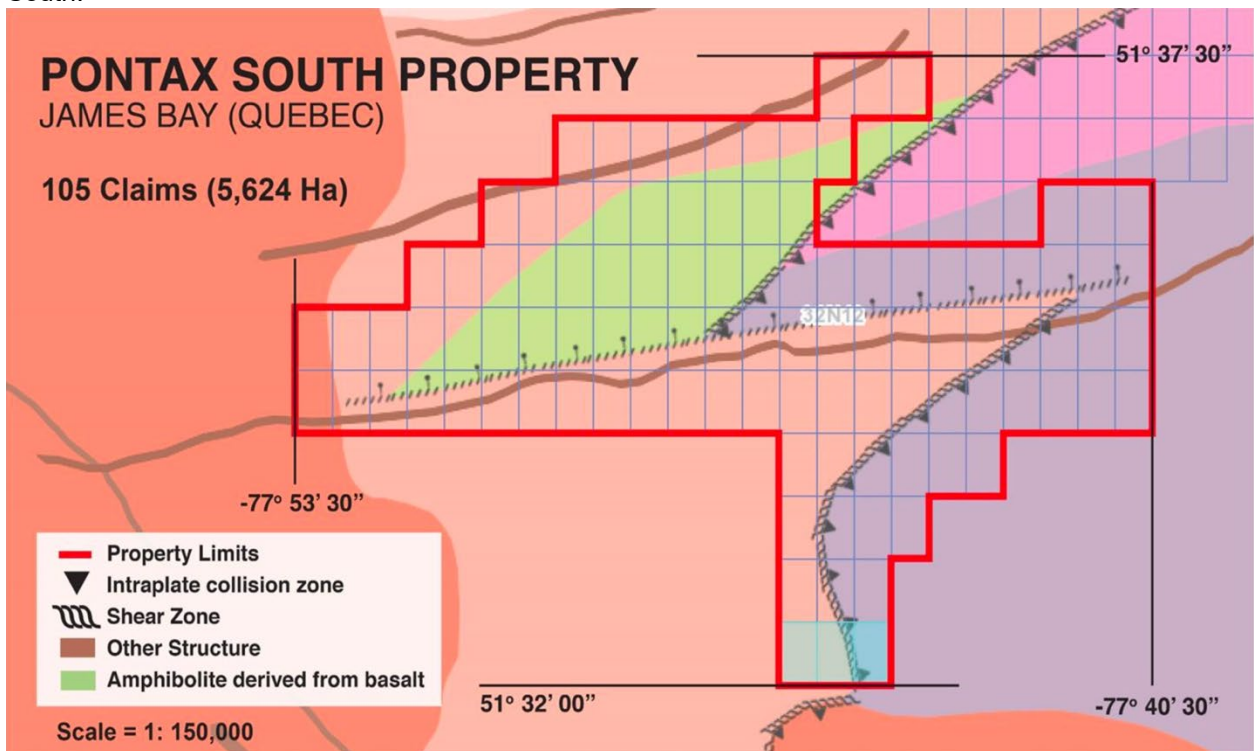 PONTAX SOUTH PROPERTY
JAMES BAY (QUEBEC)
105 Claims (5,624 Ha)
51° 37’ 30”
32N12
-77° 53’ 30”
Property Limits
Intraplate collision zone
Shear Zone
Other Structure
Amphibolite derived from basalt
Scale = 1: 150,000
51° 32’ 00”
-77° 40’ 30”